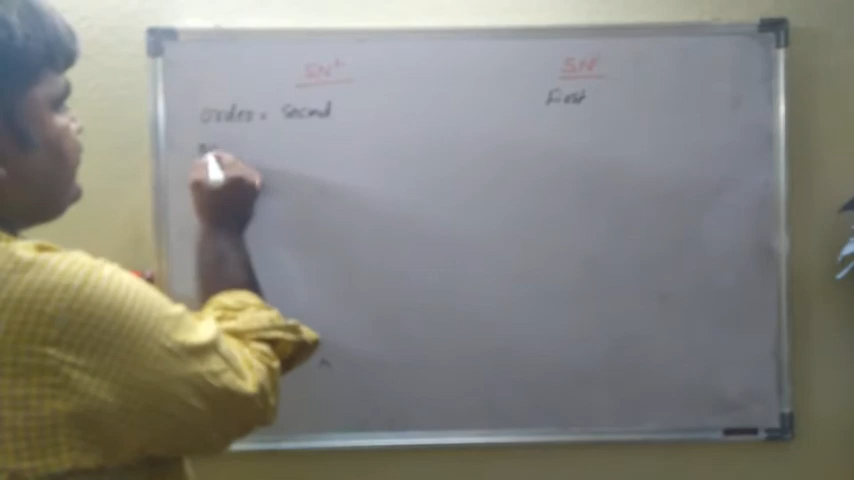 SN² SN¹
order = Second First